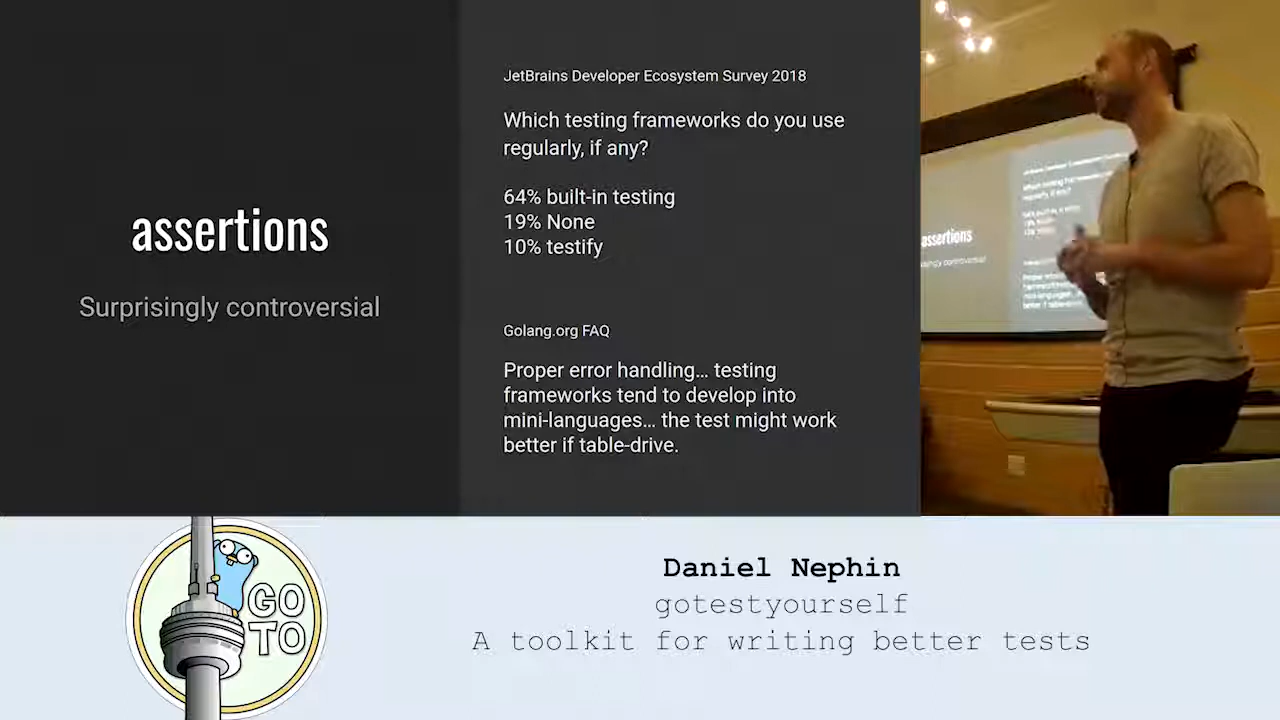 assertions
Surprisingly controversial
JetBrains Developer Ecosystem Survey 2018
Which testing frameworks do you use
regularly, if any?
64% built-in testing
19% None
10% testify
Golang.org FAQ
Proper error handling… testing
frameworks tend to develop into
mini-languages… the test might work
better if table-drive.
assertions
GO
TO
Daniel Nephin
gotestyourself
A toolkit for writing better tests